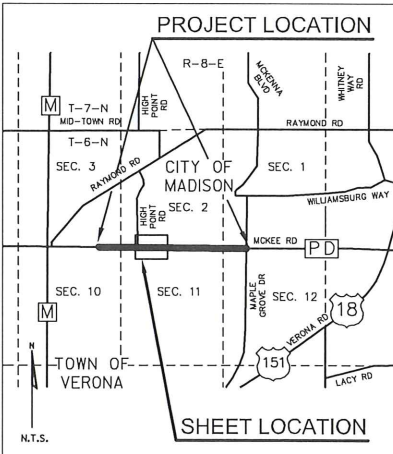 PROJECT LOCATION
R-8-E
MCKENNA
BLVD
WHITNEY
WAY RD
HIGH
POINT
RD
M
T-7-N
MID-TOWN RD
RAYMOND RD
T-6-N
SEC. 3
RAYMOND RD
CITY OF
MADISON
SEC. 1
HIGH
POINT
RD
SEC. 2
WILLIAMSBURG WAY
MCKEE RD
PD
SEC. 10
SEC. 11
MAPLE
GROVE DR
SEC. 12
M
VERONA RD
18
151
N
TOWN OF
VERONA
LACY RD
SHEET LOCATION
N.T.S.